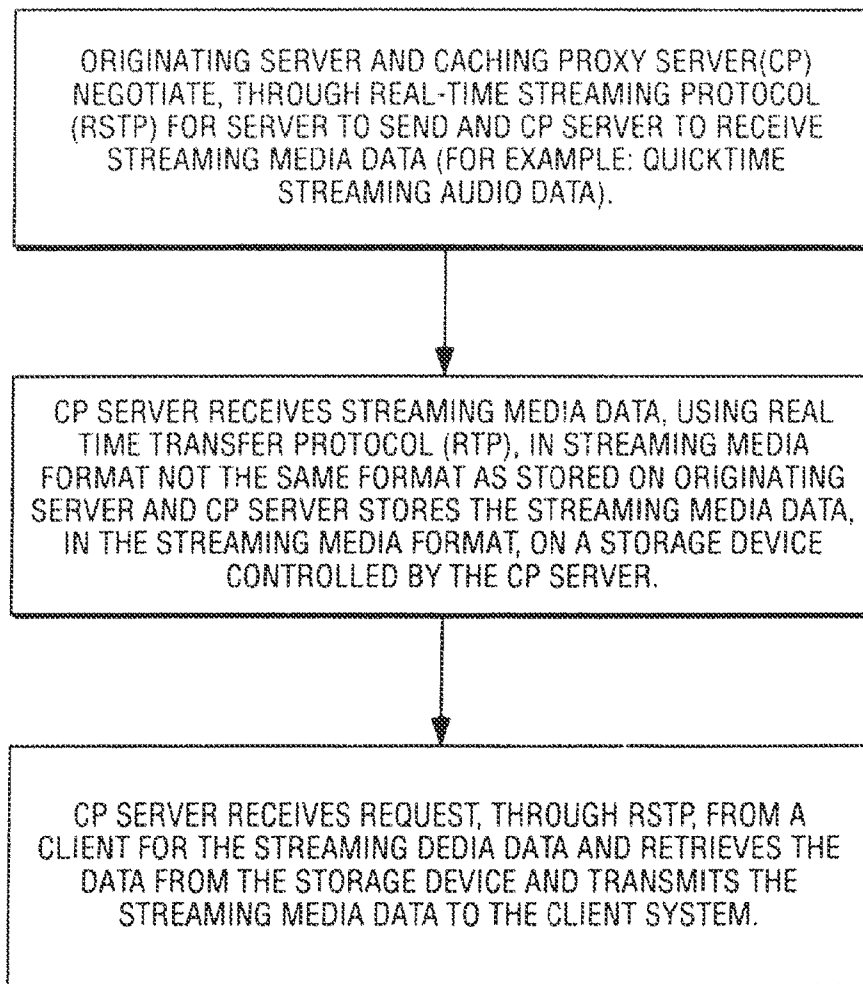 ORIGINATING SERVER AND CACHING PROXY SERVER(CP)
NEGOTIATE, THROUGH REAL-TIME STREAMING PROTOCOL
(RSTP) FOR SERVER TO SEND AND CP SERVER TO RECEIVE
STREAMING MEDIA DATA (FOR EXAMPLE: QUICKTIME
STREAMING AUDIO DATA).
CP SERVER RECEIVES STREAMING MEDIA DATA, USING REAL
TIME TRANSFER PROTOCOL (RTP), IN STREAMING MEDIA
FORMAT NOT THE SAME FORMAT AS STORED ON ORIGINATING
SERVER AND CP SERVER STORES THE STREAMING MEDIA DATA,
IN THE STREAMING MEDIA FORMAT, ON A STORAGE DEVICE
CONTROLLED BY THE CP SERVER.
CP SERVER RECEIVES REQUEST, THROUGH RSTP, FROM A
CLIENT FOR THE STREAMING DEDIA DATA AND RETRIEVES THE
DATA FROM THE STORAGE DEVICE AND TRANSMITS THE
STREAMING MEDIA DATA TO THE CLIENT SYSTEM.